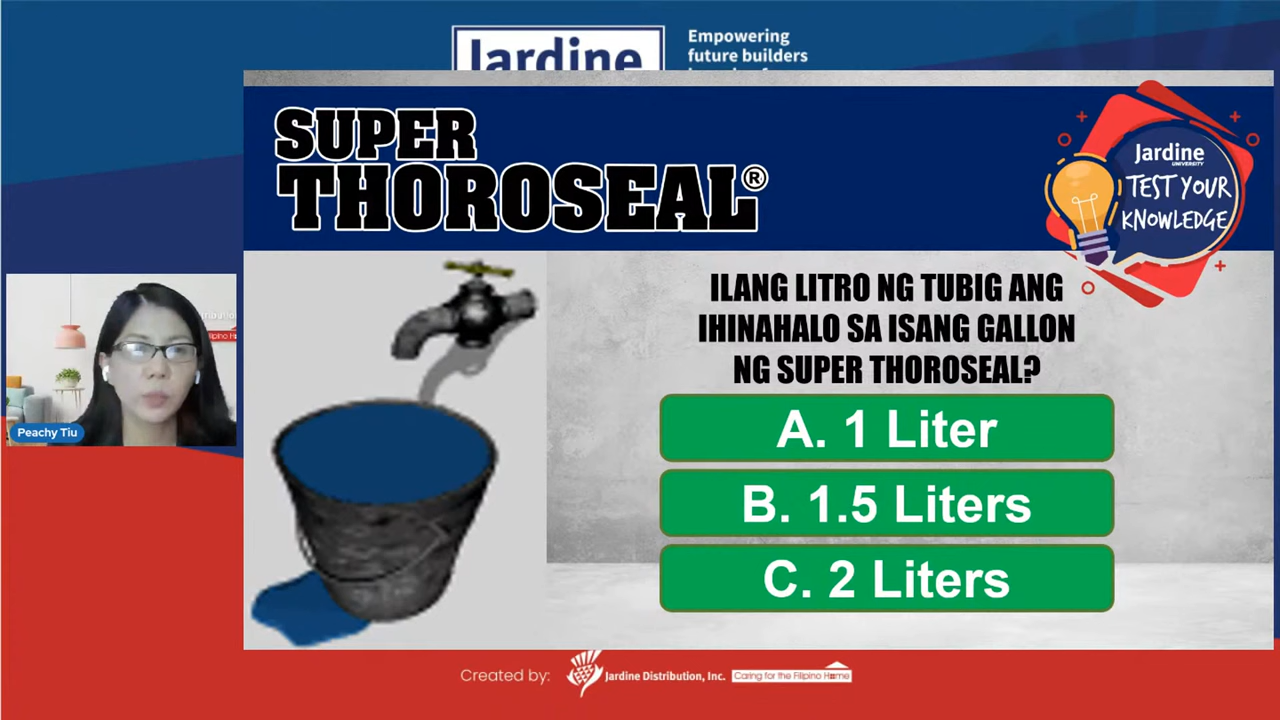 Jardine
Empowering
future builders
SUPER
THOROSEAL®
Jardine
UNIVERSITY
TEST YOUR
KNOWLEDGE
ILANG LITRO NG TUBIG ANG
IHINAHALO SA ISANG GALLON
NG SUPER THOROSEAL?
A. 1 Liter
B. 1.5 Liters
C. 2 Liters
Peachy Tiu
Created by:
Jardine Distribution, Inc.
Caring for the Filipino Home